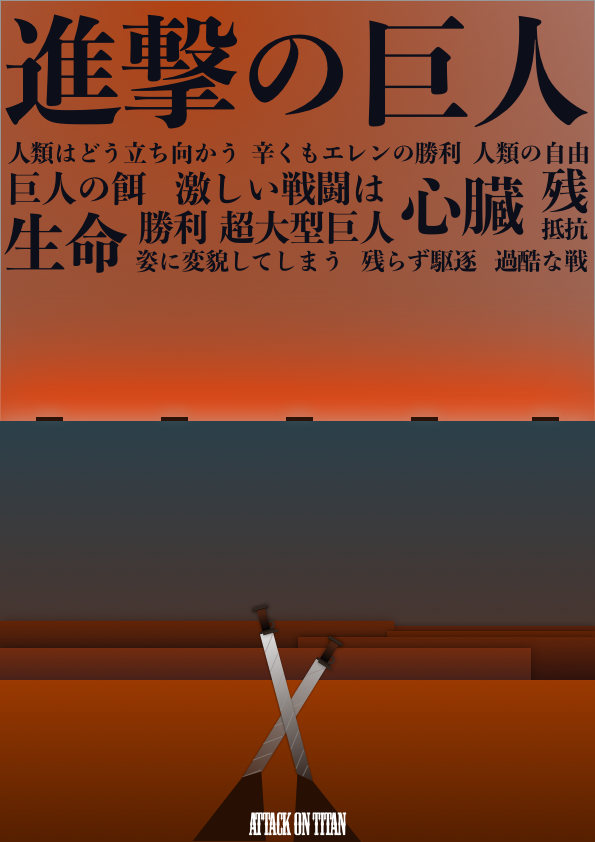 進撃の巨人
人類はどう立ち向かう 辛くもエレンの勝利 人類の自由
巨人の餌 激しい戦闘は 心臓 残
抵抗
生命 勝利 超大型巨人
姿に変貌してしまう 残らず駆逐 過酷な戦
ATTACK ON TITAN